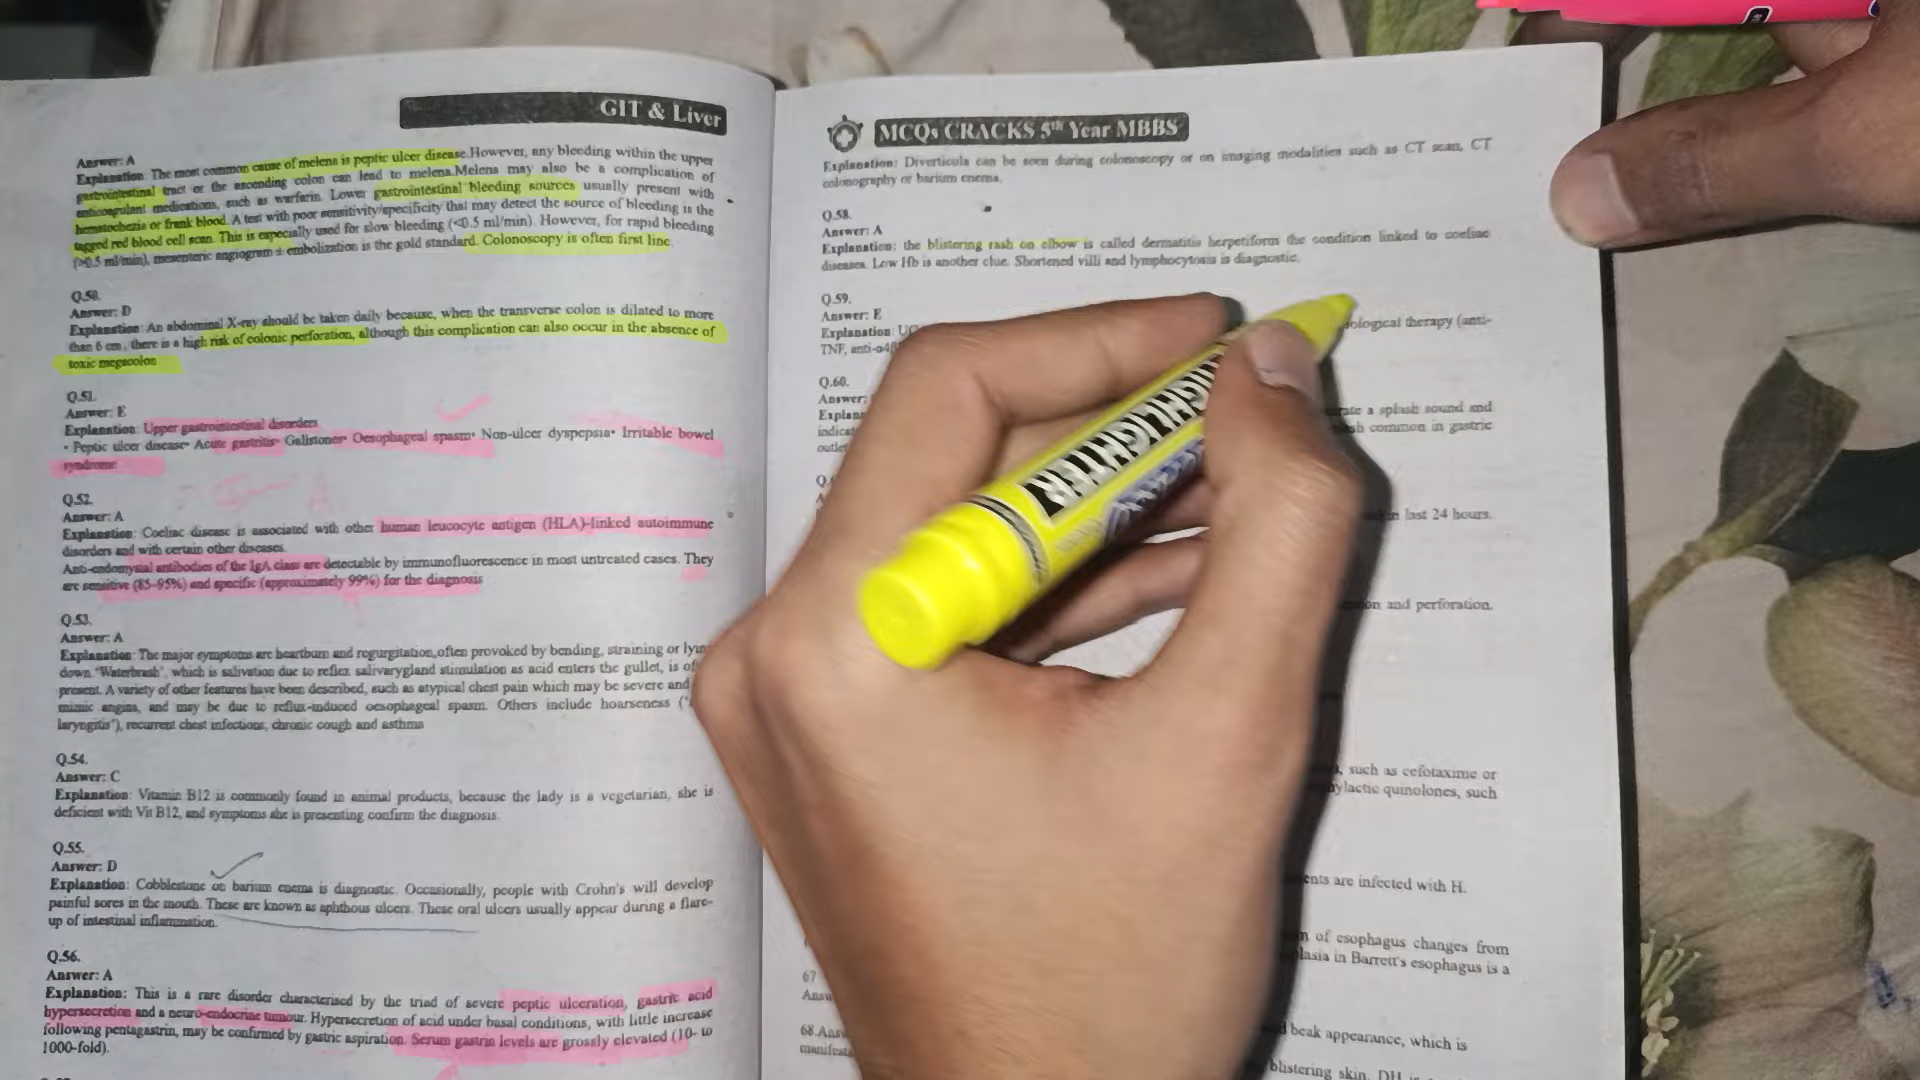 GIT & Liver
Answer: A
Explanation: The most common cause of melena is peptic ulcer disease.However, any bleeding within the upper
gastrointestinal tract or the ascending colon can lead to melena.Melena may also be a complication of
anticoagulant medications, such as warfarin. Lower gastrointestinal bleeding sources usually present with
hematochezia or frank blood. A test with poor sensitivity/specificity that may detect the source of bleeding is the
tagged red blood cell scan. This is especially used for slow bleeding (<0.5 ml/min). However, for rapid bleeding
(>0.5 ml/min), mesenteric angiogram ± embolization is the gold standard. Colonoscopy is often first line.
Q.50.
Answer: D
Explanation: An abdominal X-ray should be taken daily because, when the transverse colon is dilated to more
than 6 cm, there is a high risk of colonic perforation, although this complication can also occur in the absence of
toxic megacolon
Q.51.
Answer: E
Explanation: Upper gastrointestinal disorders
• Peptic ulcer disease• Acute gastritis• Gallstones• Oesophageal spasm• Non-ulcer dyspepsia• Irritable bowel
syndrome
Q.52.
Answer: A
Explanation: Coeliac disease is associated with other human leucocyte antigen (HLA)-linked autoimmune
disorders and with certain other diseases.
Anti-endomysial antibodies of the IgA class are detectable by immunofluorescence in most untreated cases. They
are sensitive (85-95%) and specific (approximately 99%) for the diagnosis
Q.53.
Answer: A
Explanation: The major symptoms are heartburn and regurgitation,often provoked by bending, straining or lying
down. 'Waterbrash', which is salivation due to reflex salivarygland stimulation as acid enters the gullet, is
present. A variety of other features have been described, such as atypical chest pain which may be severe and
mimic angina, and may be due to reflux-induced oesophageal spasm. Others include hoarseness
laryngitis'), recurrent chest infections, chronic cough and asthma
Q.54.
Answer: C
Explanation: Vitamin B12 is commonly found in animal products, because the lady is a vegetarian, she is
deficient with Vit B12, and symptoms she is presenting confirm the diagnosis.
Q.55.
Answer: D
Explanation: Cobblestone on barium enema is diagnostic. Occasionally, people with Crohn's will develop
painful sores in the mouth. These are known as aphthous ulcers. These oral ulcers usually appear during a flare-
up of intestinal inflammation.
Q.56.
Answer: A
Explanation: This is a rare disorder characterised by the triad of severe peptic ulceration, gastric acid
hypersecretion and a neuro-endocrine tumour. Hypersecretion of acid under basal conditions, with little increase
following pentagastrin, may be confirmed by gastric aspiration. Serum gastrin levels are grossly elevated (10- to
1000-fold).
MCQs CRACKS 5th Year MBBS
Explanation: Diverticula can be seen during colonoscopy or on imaging modalities such as CT scan, CT
colonography or barium enema.
Q.58.
Answer: A
Explanation: the blistering rash on elbow is called dermatitis herpetiform the condition linked to coeliac
diseases. Low Hb is another clue. Shortened villi and lymphocytosis is diagnostic.
Q.59.
Answer: E
Explanation: biological therapy (anti-
TNF,
Q.60.
Answer:
a splash sound and
common in gastric
in last 24 hours.
and perforation.
such as cefotaxime or
quinolones, such
are infected with H.
of esophagus changes from
in Barrett's esophagus is a
67
68.
beak appearance, which is
blistering skin. DH
HIGHLIGHTER